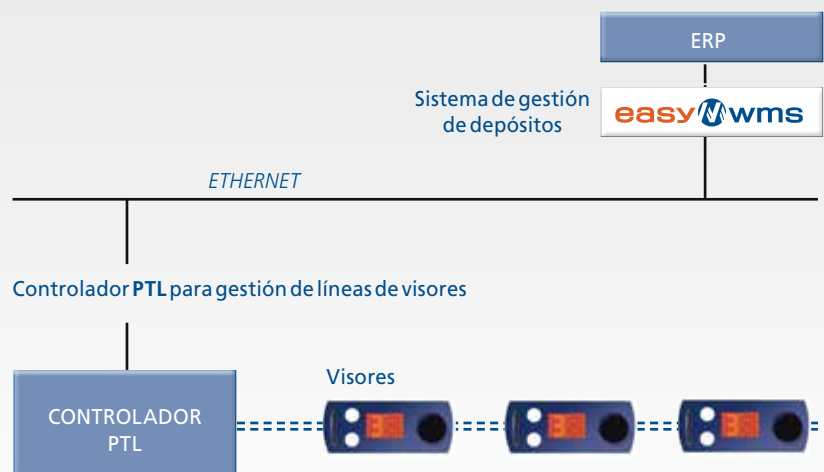 ERP
Sistema de gestión
de depósitos
easy wms
ETHERNET
Controlador PTL para gestión de líneas de visores
Visores
CONTROLADOR
PTL